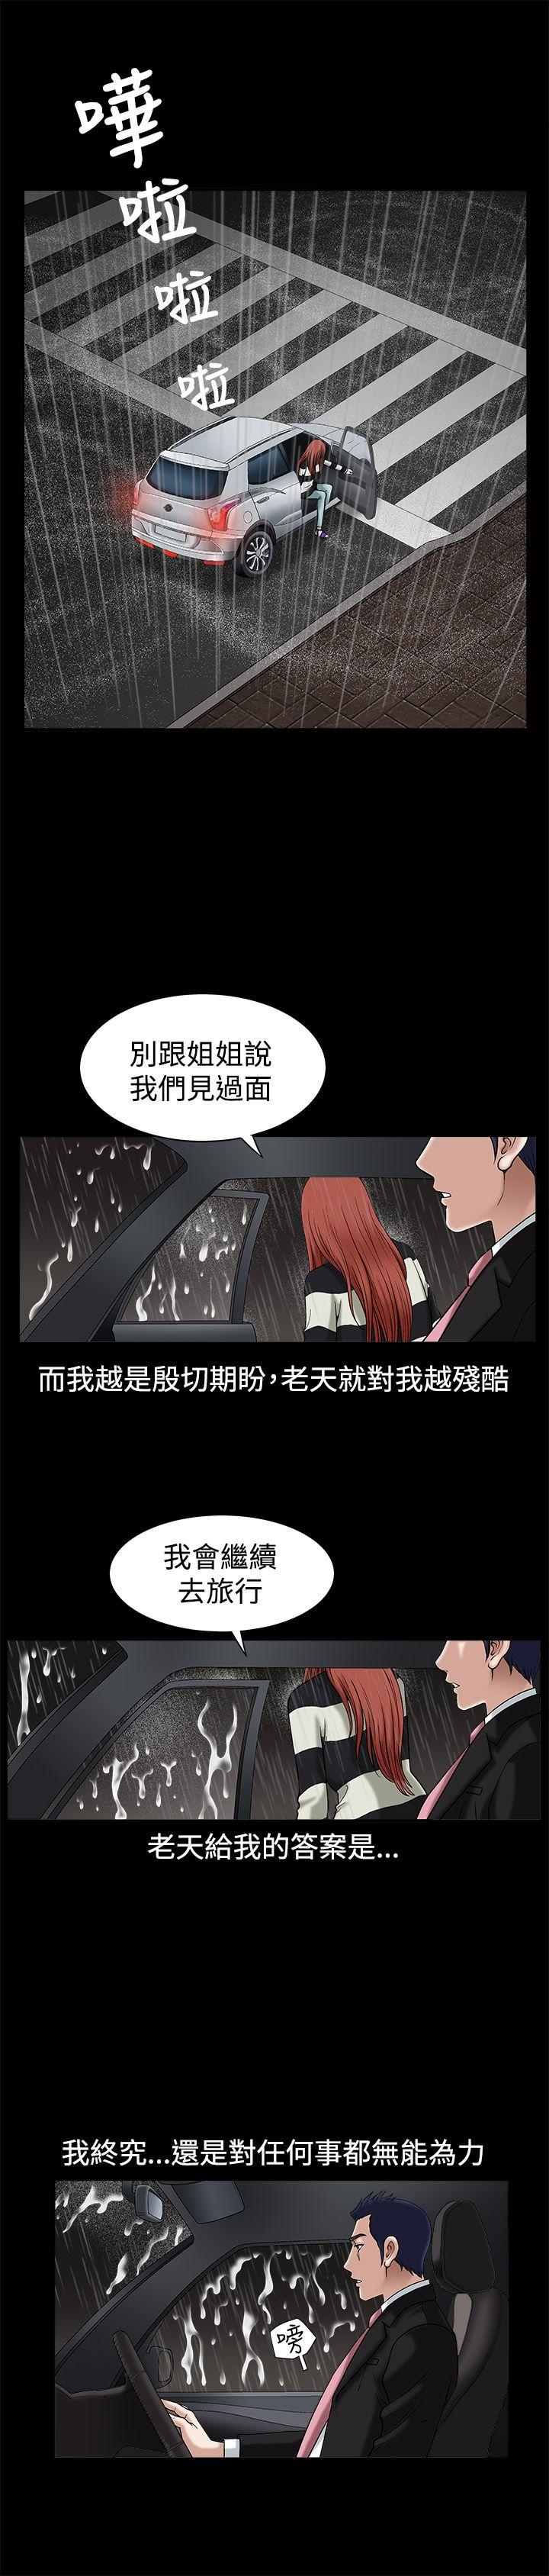 嘩
啦
啦
啦
別跟姐姐說
我們見過面
而我越是殷切期盼，老天就對我越殘酷
我會繼續
去旅行
老天給我的答案是...
我終究...還是對任何事都無能為力
嗙